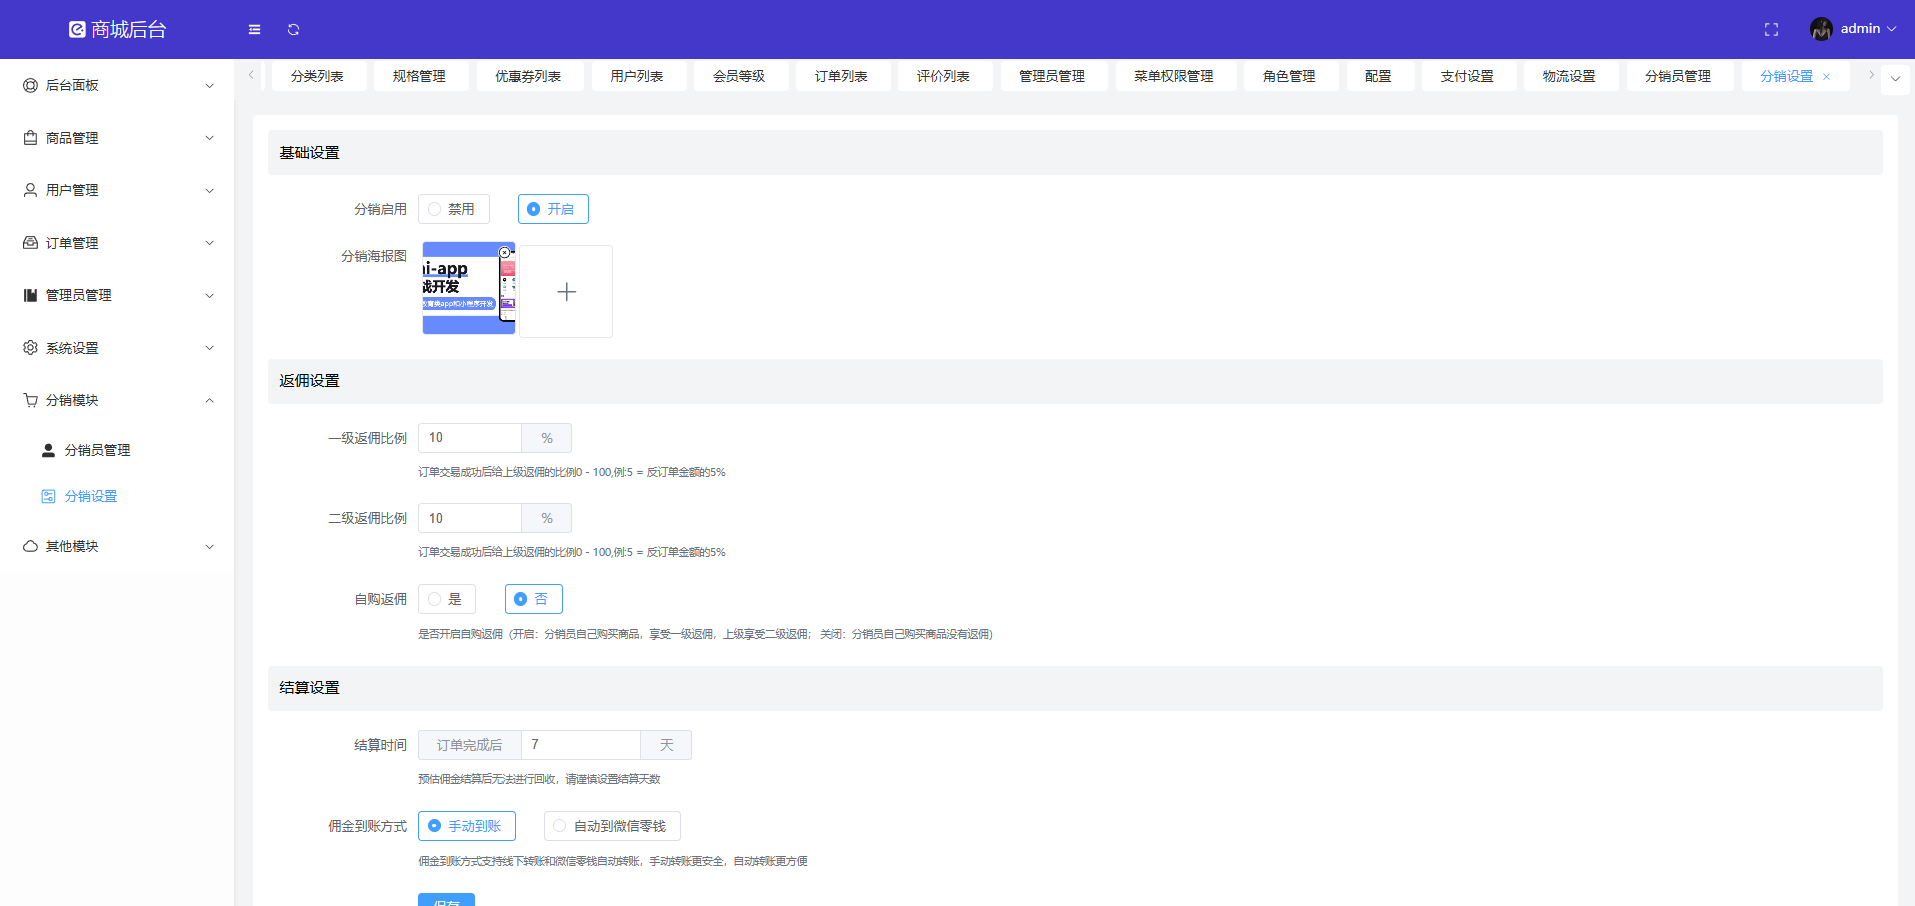 商城后台
admin
后台面板
商品管理
用户管理
订单管理
管理员管理
系统设置
分销模块
分销员管理
分销设置
其他模块
分类列表 规格管理 优惠券列表 用户列表 会员等级 订单列表 评价列表 管理员管理 菜单权限管理 角色管理 配置 支付设置 物流设置 分销员管理 分销设置
基础设置
分销启用 禁用 开启
分销海报图
ni-app
战开发
教育类app和小程序开发
返佣设置
一级返佣比例 10 %
订单交易成功后给上级返佣的比例0 - 100,例:5 = 反订单金额的5%
二级返佣比例 10 %
订单交易成功后给上级返佣的比例0 - 100,例:5 = 反订单金额的5%
自购返佣 是 否
是否开启自购返佣（开启：分销员自己购买商品，享受一级返佣，上级享受二级返佣； 关闭：分销员自己购买商品没有返佣）
结算设置
结算时间 订单完成后 7 天
预估佣金结算后无法进行回收，请谨慎设置结算天数
佣金到账方式 手动到账 自动到微信零钱
佣金到账方式支持线下转账和微信零钱自动转账，手动转账更安全，自动转账更方便
保存